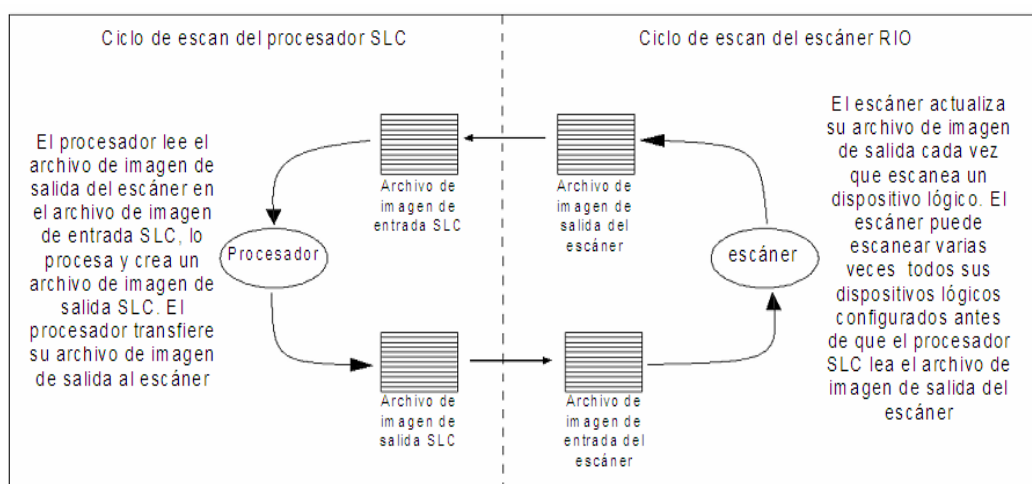 Ciclo de escan del procesador SLC
El procesador lee el
archivo de imagen de
salida del escáner en
el archivo de imagen
de entrada SLC, lo
procesa y crea un
archivo de imagen de
salida SLC. El
procesador transfiere
su archivo de imagen
de salida al escáner
Archivo de
imagen de
entrada SLC
Procesador
Archivo de
imagen de
salida SLC
Ciclo de escan del escáner RIO
Archivo de
imagen de
salida del
escáner
escáner
Archivo de
imagen de
entrada del
escáner
El escáner actualiza
su archivo de imagen
de salida cada vez
que escanea un
dispositivo lógico. El
escáner puede
escanear varias
veces todos sus
dispositivos lógicos
configurados antes
de que el procesador
SLC lea el archivo de
imagen de salida del
escáner